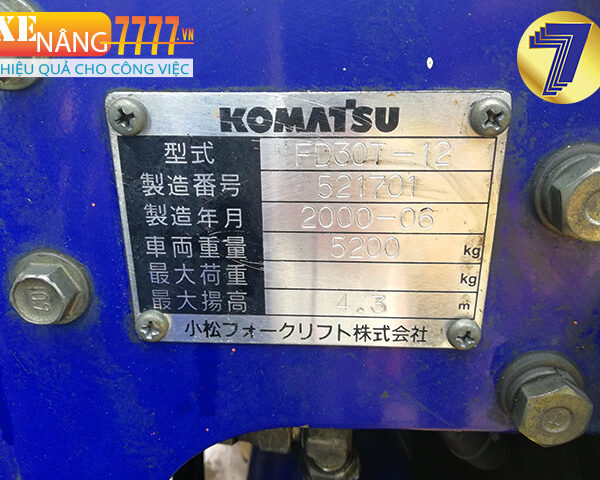 XE
NÂNG7777.VN
HIỆU QUẢ CHO CÔNG VIỆC
7
KOMATSU
型式 FD30T-12
製造番号 521701
製造年月 2000-06
車両重量 5200 kg
最大荷重 kg
最大揚高 4.3 m
小松フォークリフト株式会社